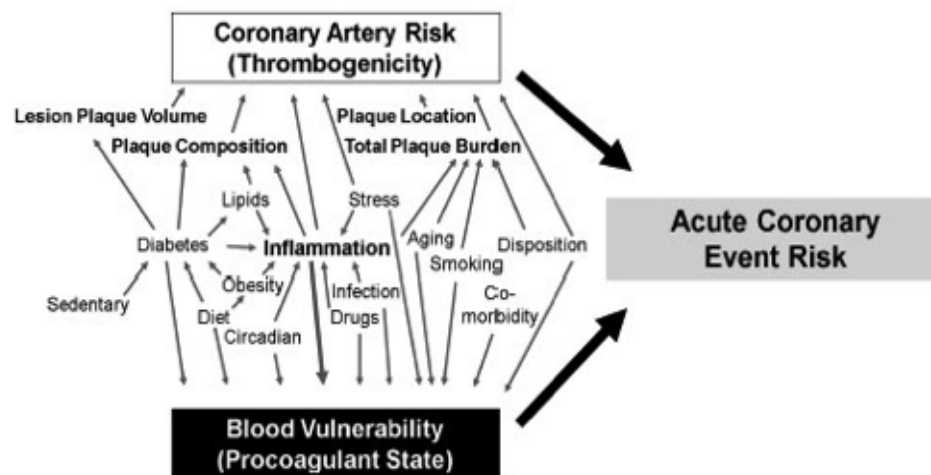 Coronary Artery Risk
(Thrombogenicity)
Lesion Plaque Volume
Plaque Location
Plaque Composition
Total Plaque Burden
Lipids
Stress
Diabetes
Inflammation
Aging
Disposition
Smoking
Sedentary
Obesity
Infection
Co-
morbidity
Diet
Drugs
Circadian
Blood Vulnerability
(Procoagulant State)
Acute Coronary
Event Risk